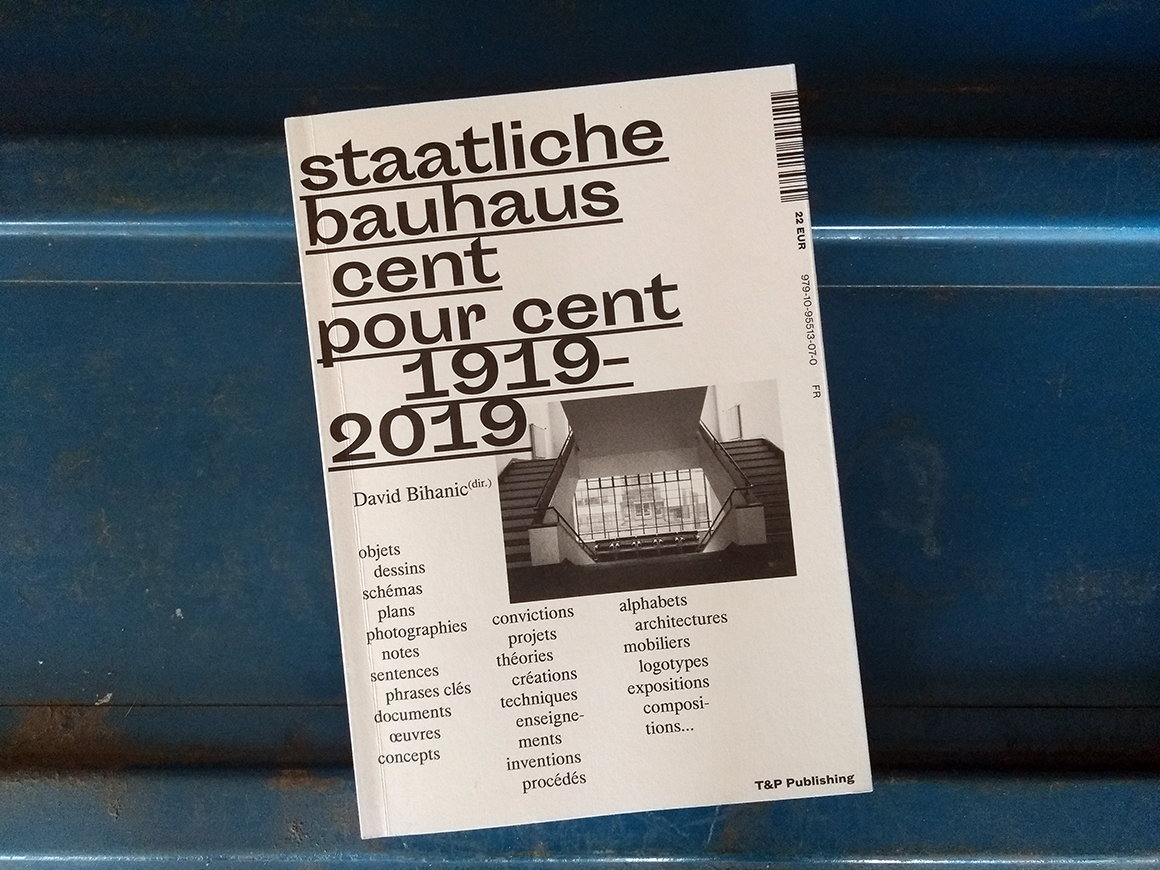 staatliche
bauhaus
cent
pour cent
1919-
2019
David Bihanic(dir.)
objets
dessins
schémas
plans
photographies
notes
sentences
phrases clés
documents
œuvres
concepts
convictions
projets
théories
créations
techniques
enseigne-
ments
inventions
procédés
alphabets
architectures
mobiliers
logotypes
expositions
composi-
tions...
T&P Publishing
22 EUR
979-10-95513-07-0
FR